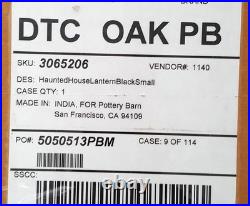 BRAND
DTC OAK PB
SKU: 3065206
VENDOR#: 1140
DES: HauntedHouseLanternBlackSmall
CASE QTY: 1
MADE IN: INDIA, FOR Pottery Barn
San Francisco, CA 94109
PO#: 5050513PBM
CASE: 9 OF 114
SSCC: